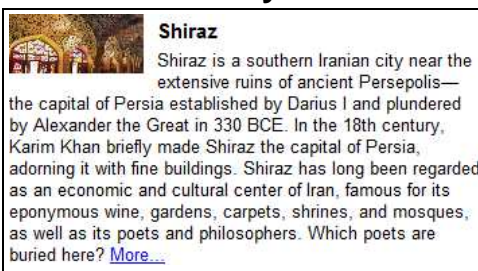 Shiraz
Shiraz is a southern Iranian city near the
extensive ruins of ancient Persepolis—
the capital of Persia established by Darius I and plundered
by Alexander the Great in 330 BCE. In the 18th century,
Karim Khan briefly made Shiraz the capital of Persia,
adorning it with fine buildings. Shiraz has long been regarded
as an economic and cultural center of Iran, famous for its
eponymous wine, gardens, carpets, shrines, and mosques,
as well as its poets and philosophers. Which poets are
buried here? More...